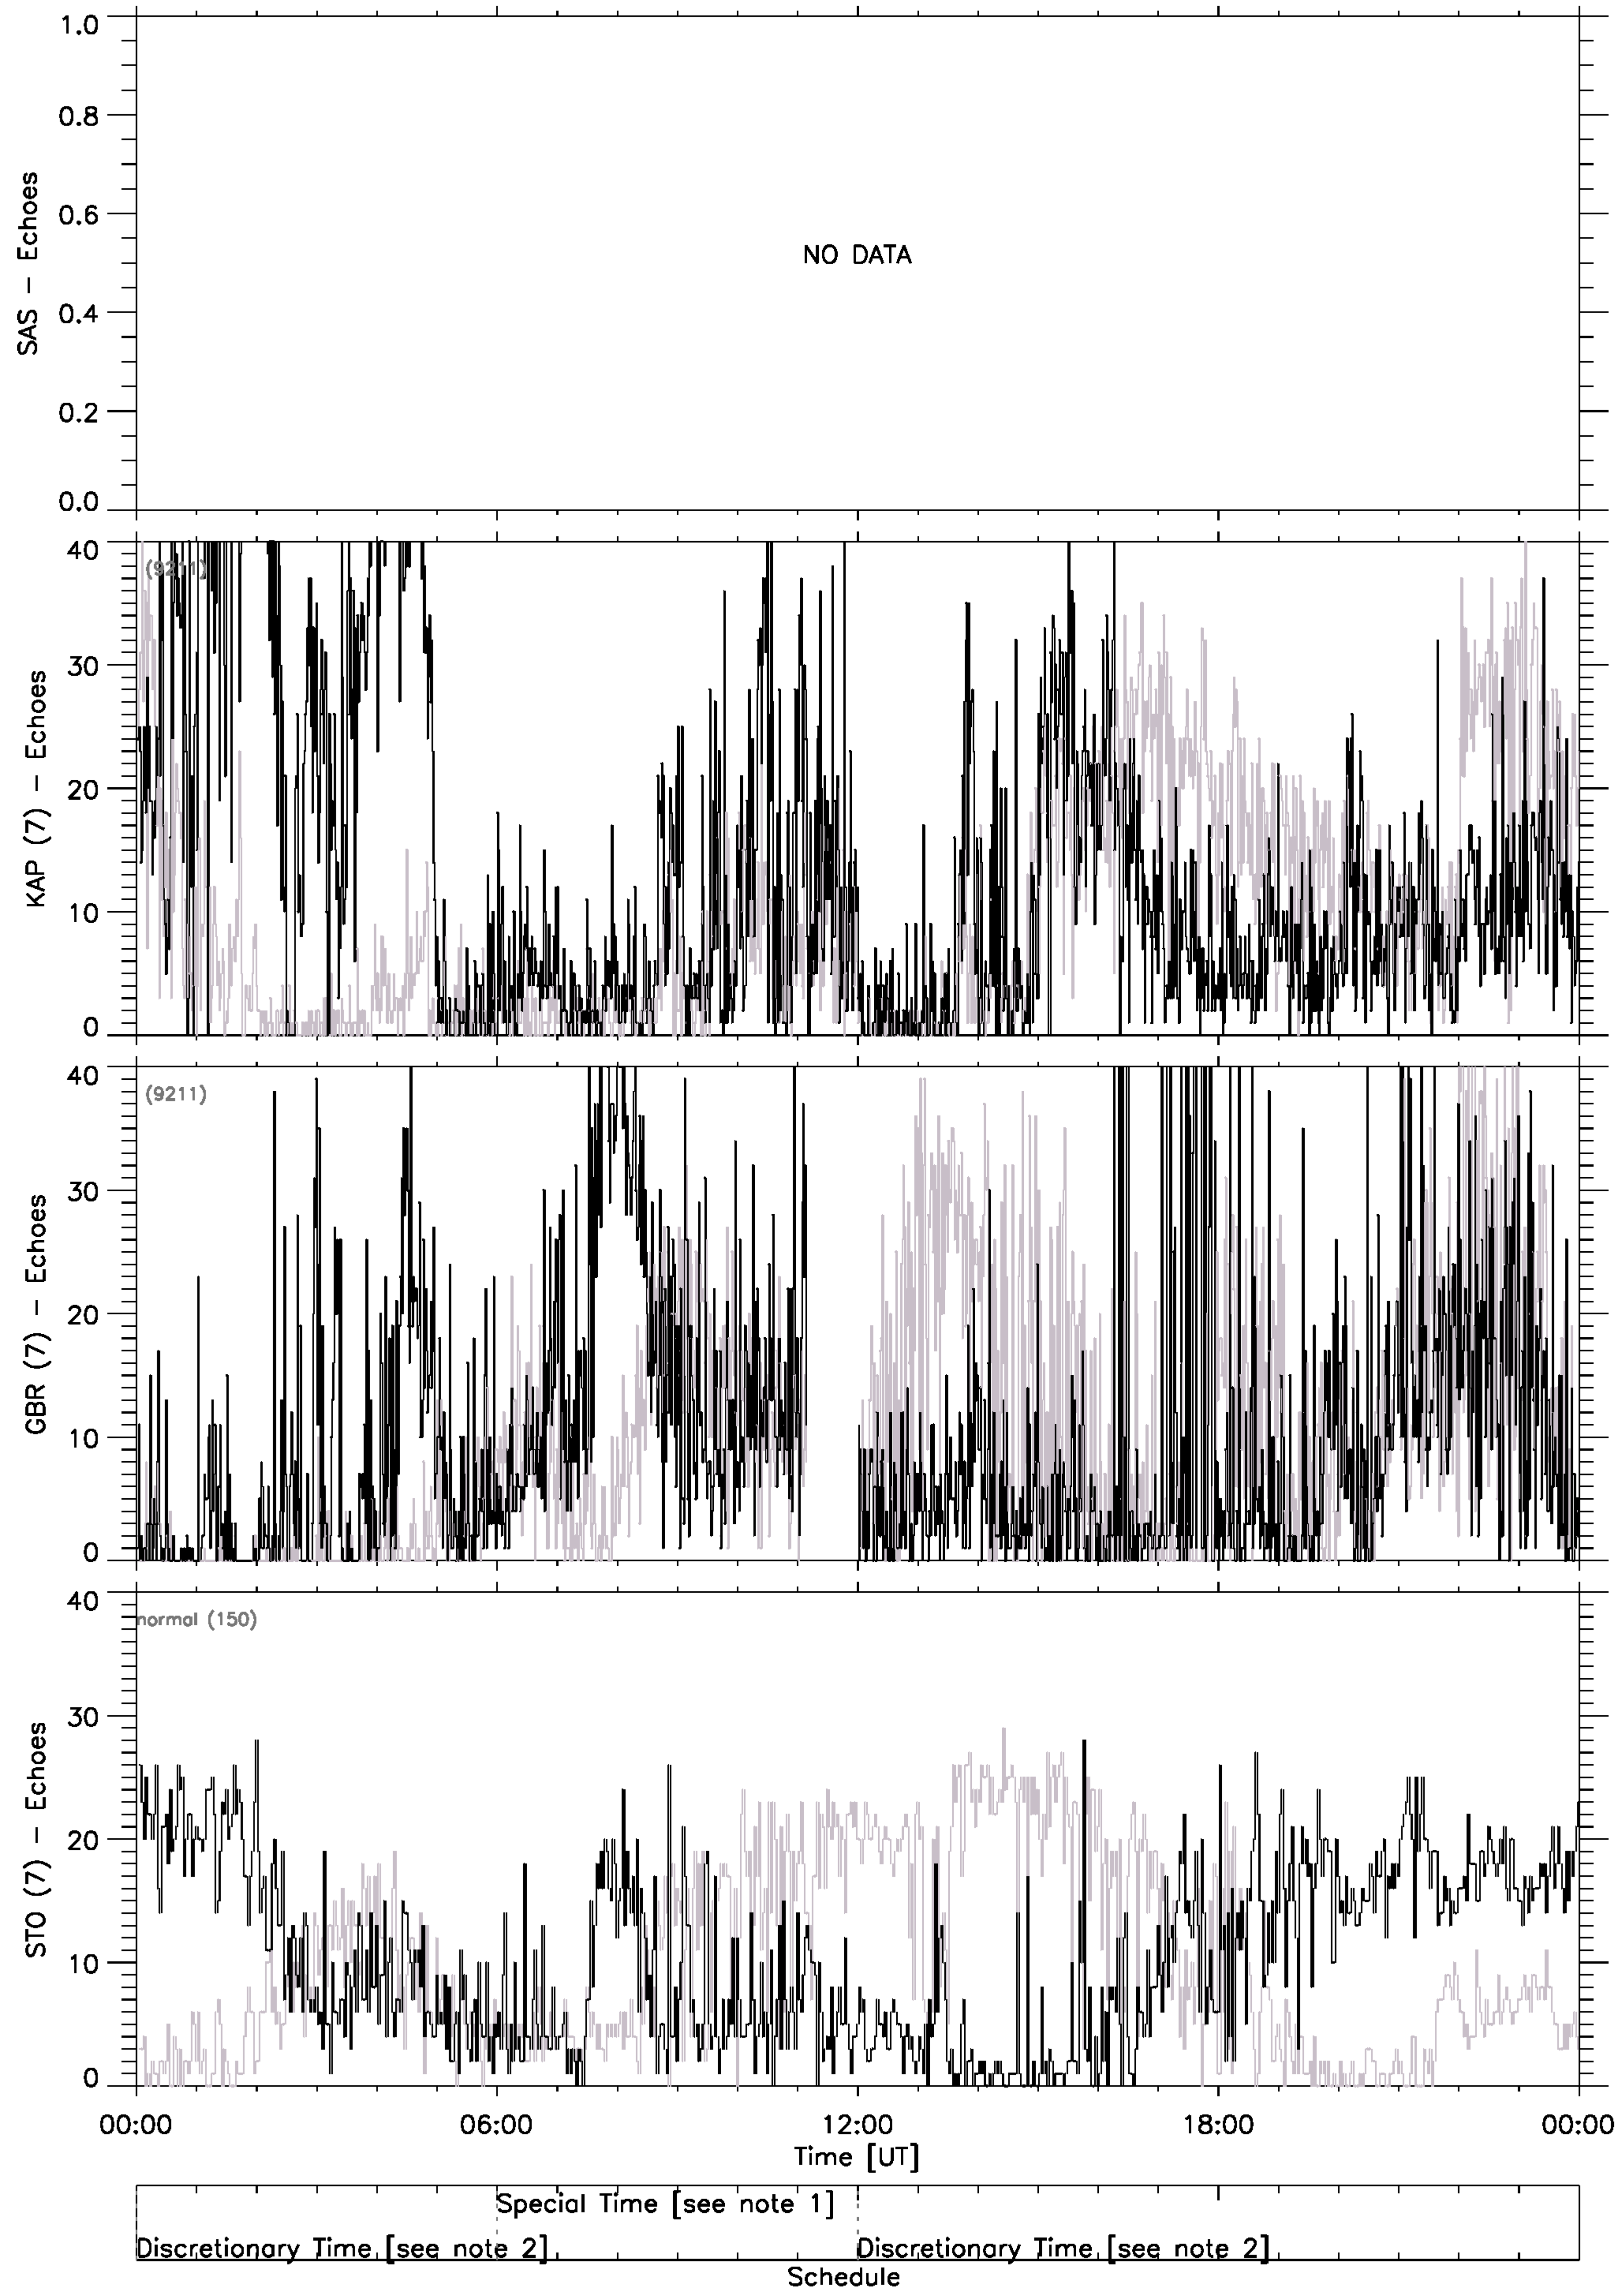 1.0
0.8
0.6
0.4
0.2
0.0
SAS - Echoes
NO DATA
40
30
20
10
0
KAP (7) - Echoes
(9211)
40
30
20
10
0
GBR (7) - Echoes
(9211)
40
30
20
10
0
STO (7) - Echoes
normal (150)
00:00 06:00 12:00 18:00 00:00
Time [UT]
Special Time [see note 1]
Discretionary Time [see note 2] Discretionary Time [see note 2]
Schedule